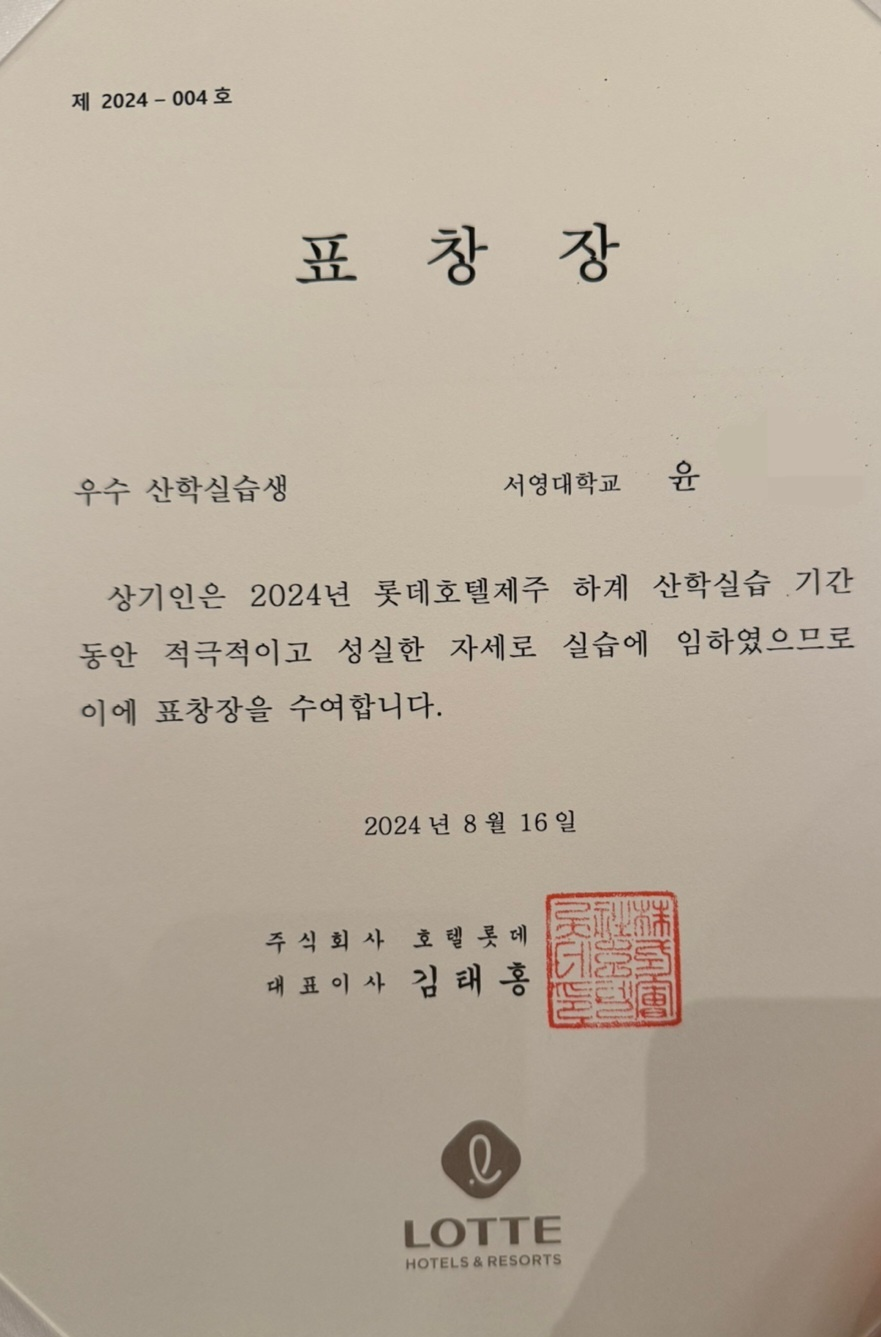 제 2024 - 004 호
표 창 장
우수 산학실습생 서영대학교 윤
상기인은 2024년 롯데호텔제주 하계 산학실습 기간
동안 적극적이고 성실한 자세로 실습에 임하였으므로
이에 표창장을 수여합니다.
2024 년 8 월 16 일
주 식 회 사 호 텔 롯 데
대 표 이 사 김 태 홍
LOTTE
HOTELS & RESORTS